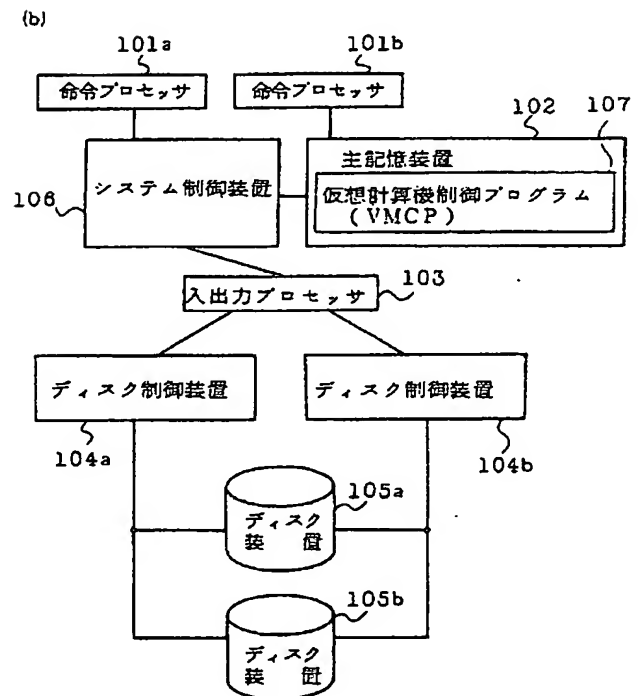 (b)
101a
101b
命令プロセッサ
命令プロセッサ
102
107
主記憶装置
システム制御装置
仮想計算機制御プログラム
(VMCP)
106
入出力プロセッサ
103
ディスク制御装置
ディスク制御装置
104a
104b
105a
ディスク
装置
105b
ディスク
装置